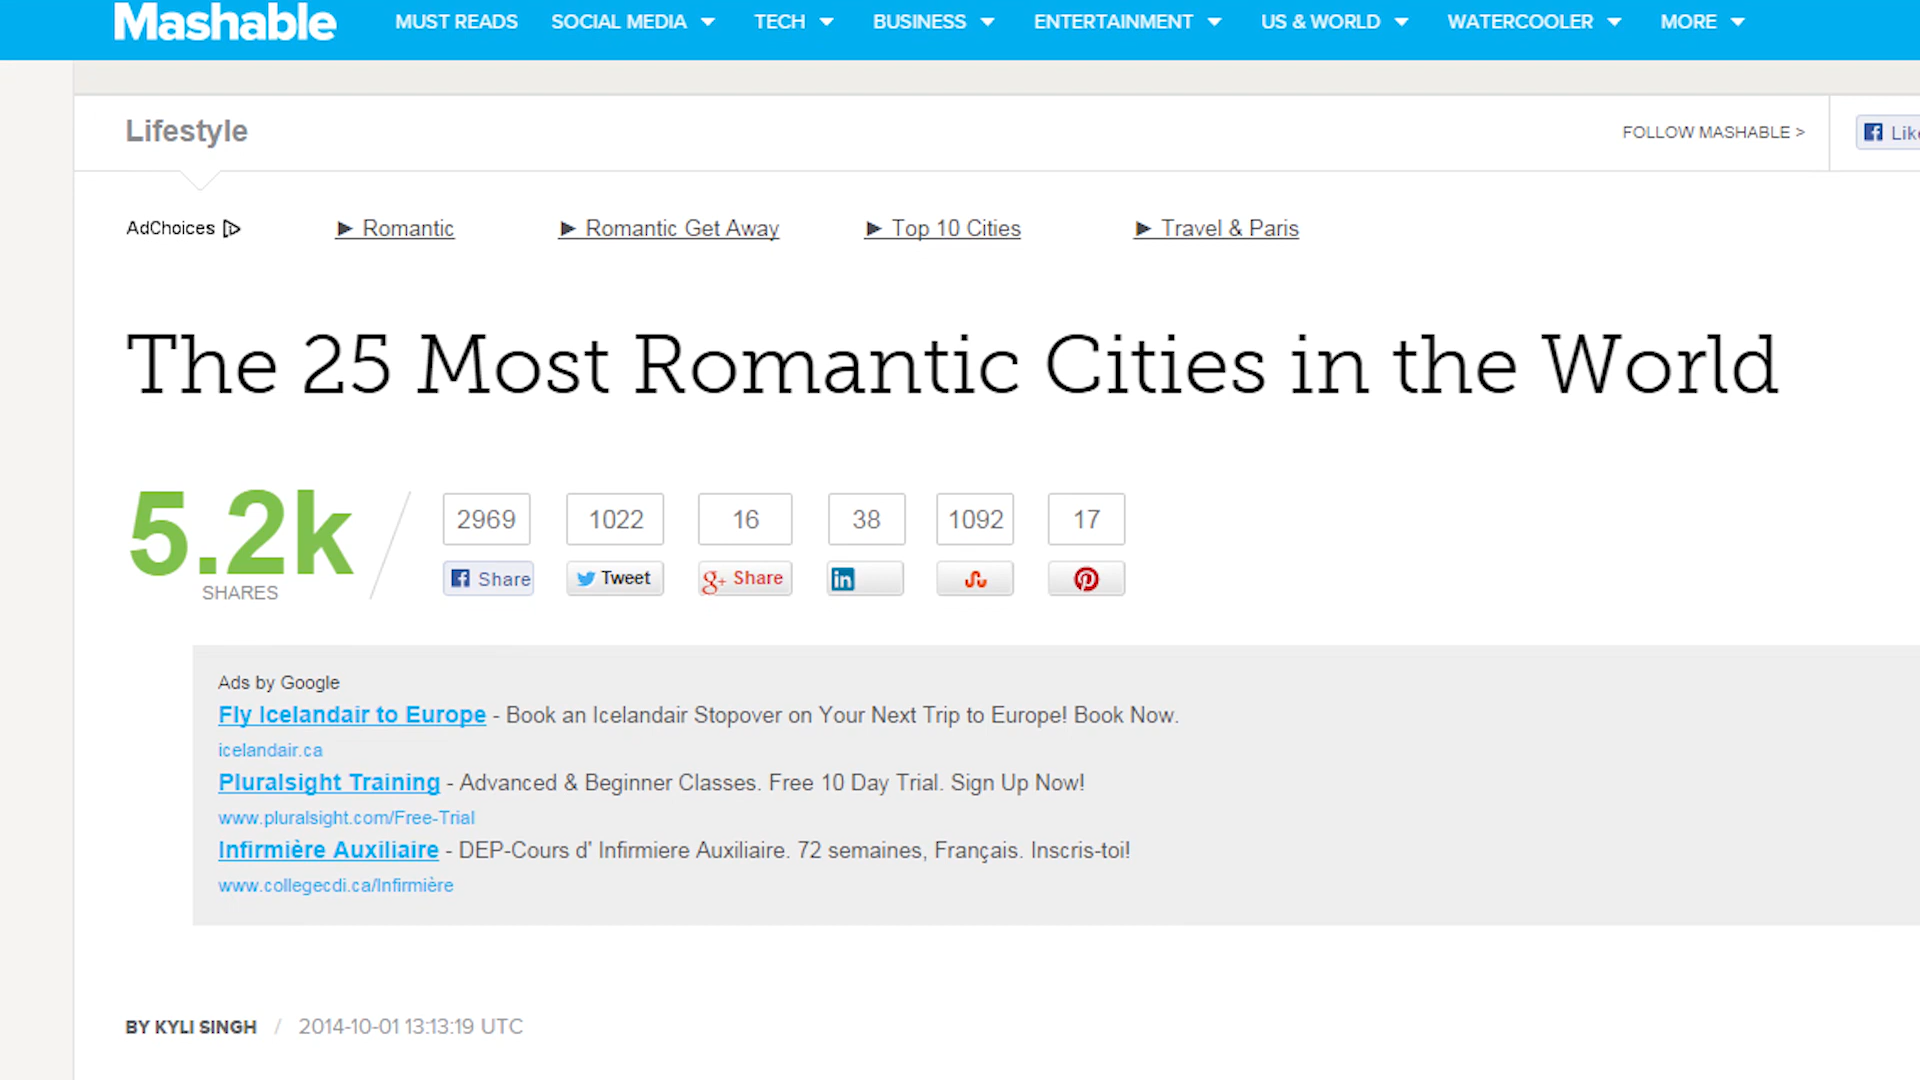 Mashable MUST READS SOCIAL MEDIA TECH BUSINESS ENTERTAINMENT US & WORLD WATERCOOLER MORE
Lifestyle FOLLOW MASHABLE >
AdChoices Romantic Romantic Get Away Top 10 Cities Travel & Paris
The 25 Most Romantic Cities in the World
5.2k
SHARES
2969 1022 16 38 1092 17
Share Tweet Share
Ads by Google
Fly Icelandair to Europe - Book an Icelandair Stopover on Your Next Trip to Europe! Book Now.
icelandair.ca
Pluralsight Training - Advanced & Beginner Classes. Free 10 Day Trial. Sign Up Now!
www.pluralsight.com/Free-Trial
Infirmière Auxiliaire - DEP-Cours d' Infirmiere Auxiliaire. 72 semaines, Français. Inscris-toi!
www.collegecdi.ca/Infirmière
BY KYLI SINGH / 2014-10-01 13:13:19 UTC